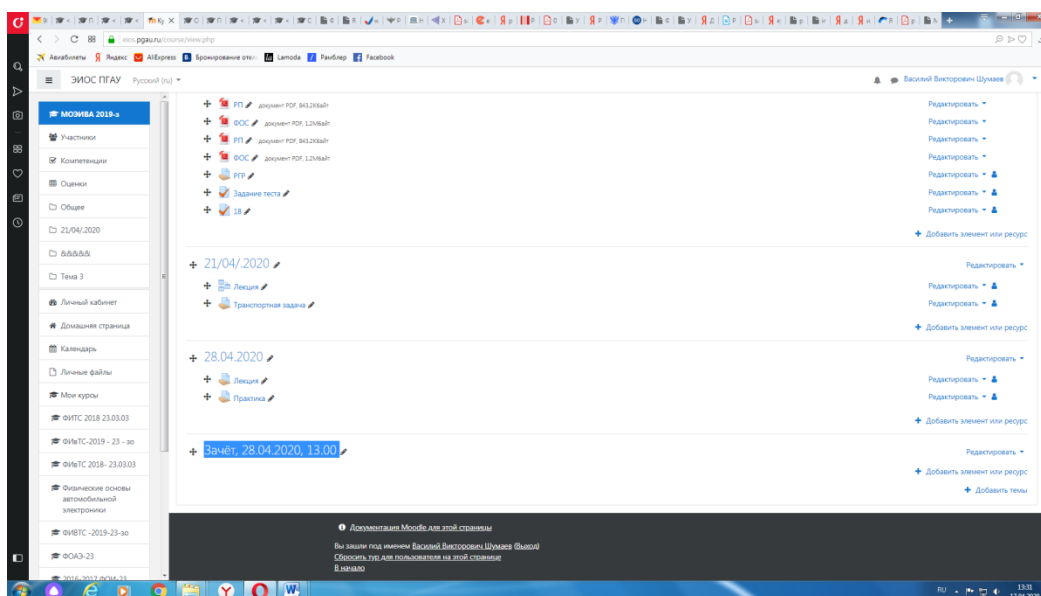 eios.pgau.ru/course/view.php
Авиабилеты Яндекс AliExpress Бронирование оте Lamoda Рамблер Facebook
ЭИОС ПГАУ Русский (ru)
Василий Викторович Шумаев
МОЭИВА 2019-з
Участники
Компетенции
Оценки
Общее
21/04/.2020
&&&&&
Тема 3
Личный кабинет
Домашняя страница
Календарь
Личные файлы
Мои курсы
ФИТС 2018 23.03.03
ФИвТС-2019 - 23 - зо
ФИвТС 2018- 23.03.03
Физические основы
автомобильной
электроники
ФИВТС -2019-23-зо
ФОАЭ-23
2016-2017 ФОИ-23
РП документ PDF, 843.2Кбайт Редактировать
ФОС документ PDF, 1.2Мбайт Редактировать
РП документ PDF, 843.2Кбайт Редактировать
ФОС документ PDF, 1.2Мбайт Редактировать
РГР Редактировать
Задание теста Редактировать
18 Редактировать
Добавить элемент или ресурс
21/04/.2020 Редактировать
Лекция Редактировать
Транспортная задача Редактировать
Добавить элемент или ресурс
28.04.2020 Редактировать
Лекция Редактировать
Практика Редактировать
Добавить элемент или ресурс
Зачёт, 28.04.2020, 13.00 Редактировать
Добавить элемент или ресурс
Добавить темы
Документация Moodle для этой страницы
Вы зашли под именем Василий Викторович Шумаев (Выход)
Сбросить тур для пользователя на этой странице
В начало
RU 13:31